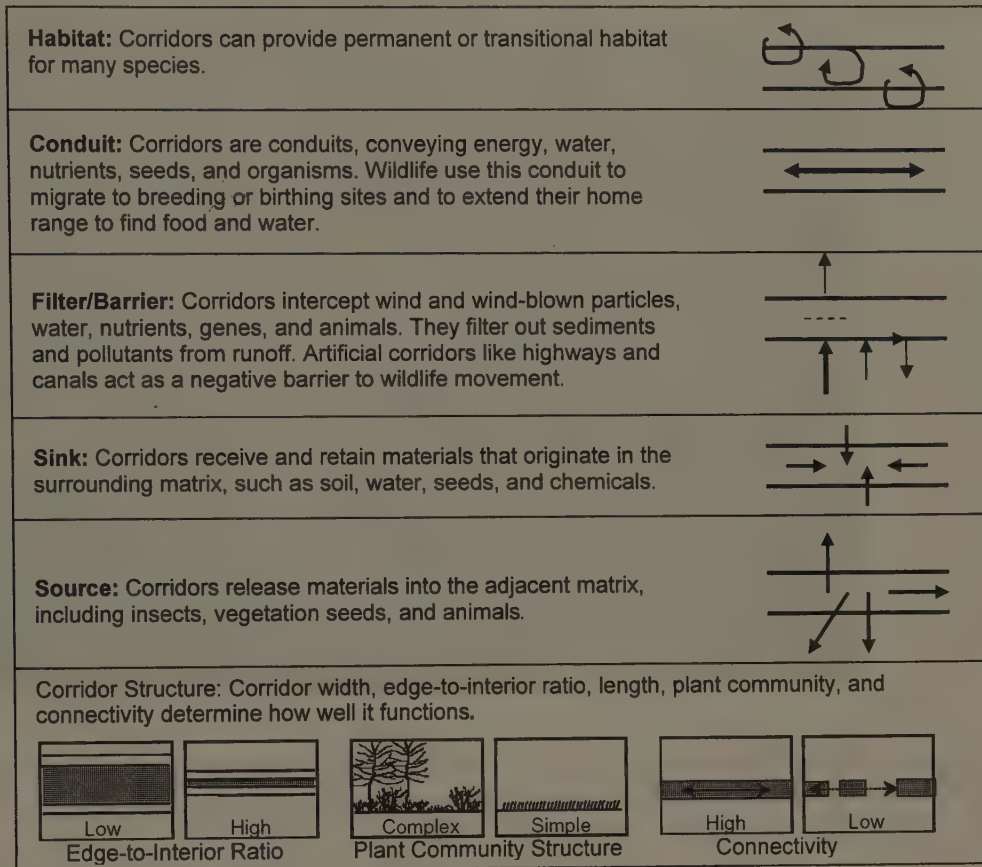 Habitat: Corridors can provide permanent or transitional habitat
for many species.
Conduit: Corridors are conduits, conveying energy, water,
nutrients, seeds, and organisms. Wildlife use this conduit to
migrate to breeding or birthing sites and to extend their home
range to find food and water.
Filter/Barrier: Corridors intercept wind and wind-blown particles,
water, nutrients, genes, and animals. They filter out sediments
and pollutants from runoff. Artificial corridors like highways and
canals act as a negative barrier to wildlife movement.
Sink: Corridors receive and retain materials that originate in the
surrounding matrix, such as soil, water, seeds, and chemicals.
Source: Corridors release materials into the adjacent matrix,
including insects, vegetation seeds, and animals.
Corridor Structure: Corridor width, edge-to-interior ratio, length, plant community, and
connectivity determine how well it functions.
Low High Complex Simple High Low
Edge-to-Interior Ratio Plant Community Structure Connectivity